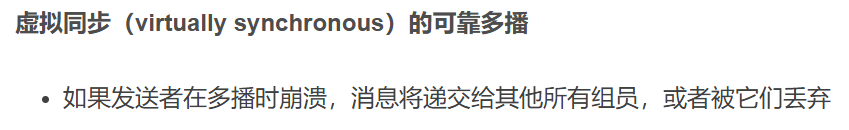 虚拟同步（virtually synchronous）的可靠多播
• 如果发送者在多播时崩溃，消息将递交给其他所有组员，或者被它们丢弃